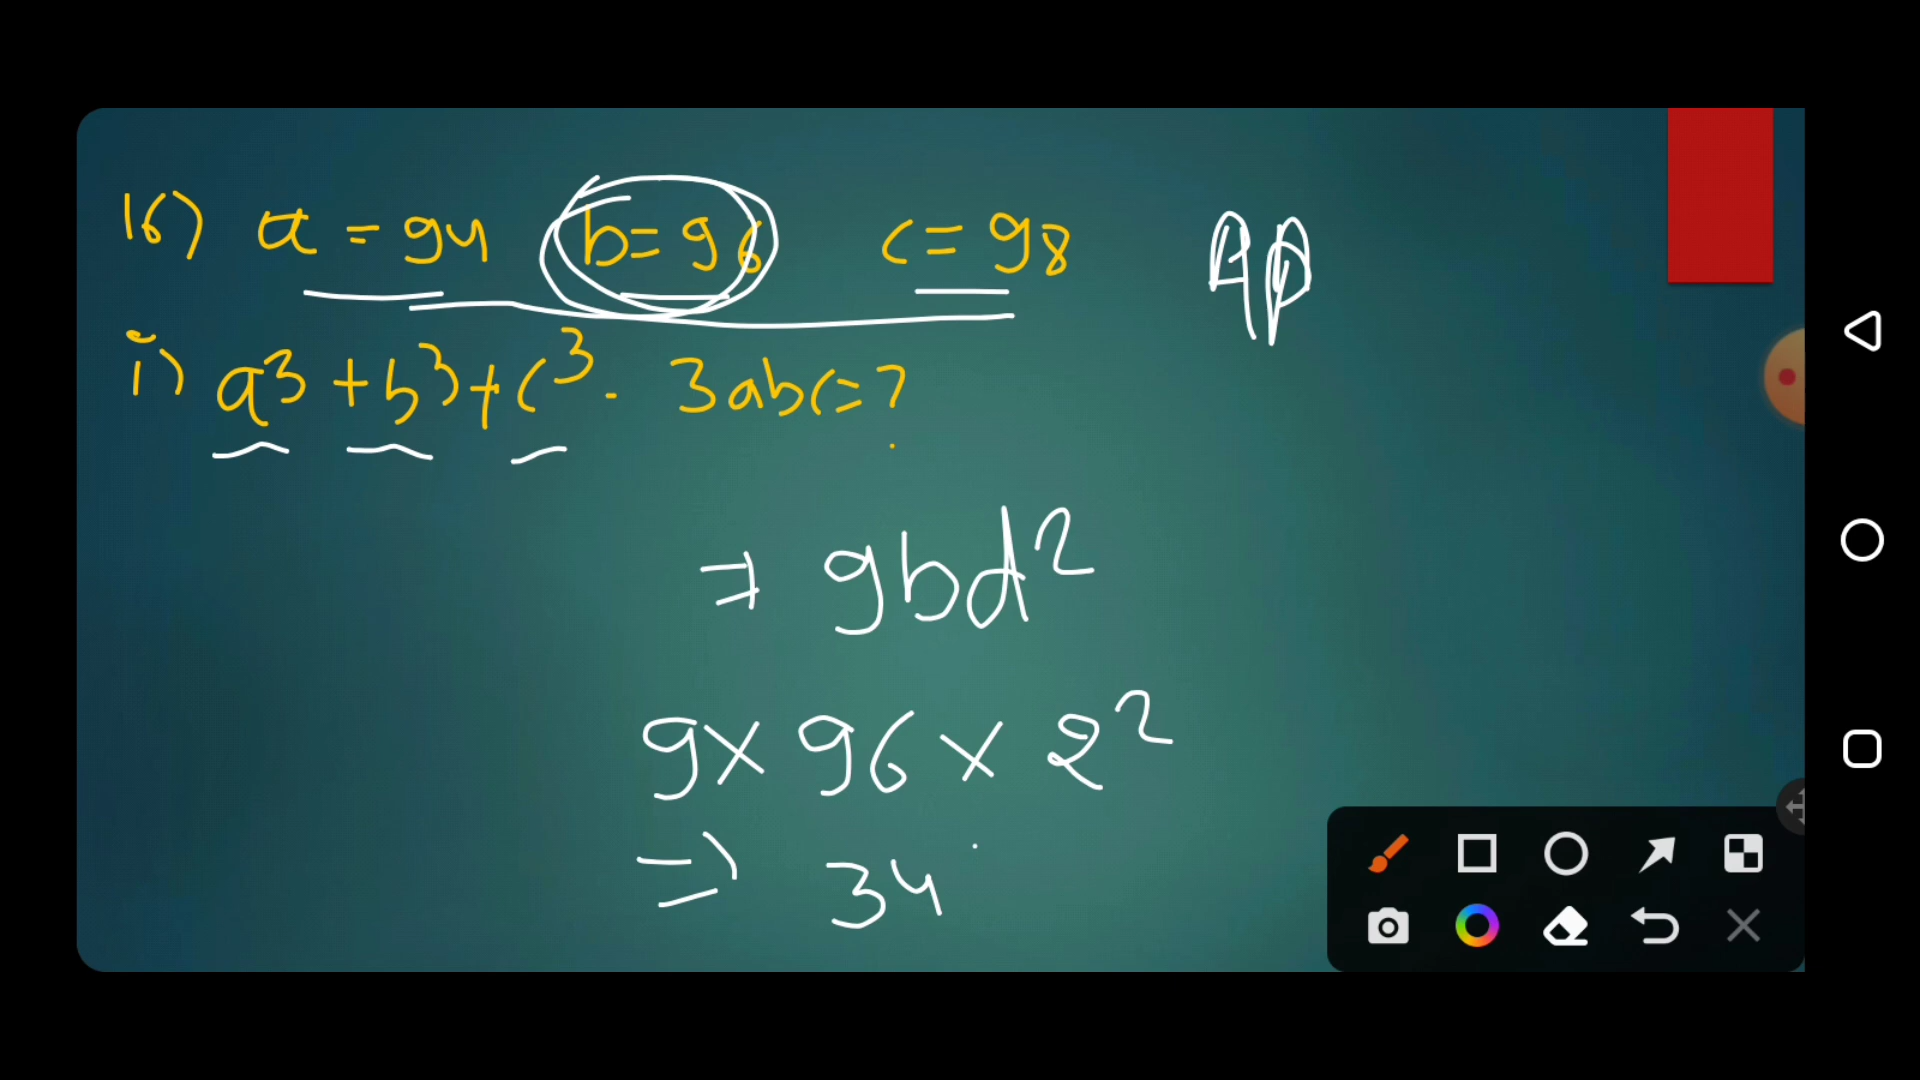 16) a = 94 b = 96 c = 98 AP
i) a³ + b³ + c³ - 3abc = ?
⇒ 9bd²
9 × 96 × 2²
⇒ 34